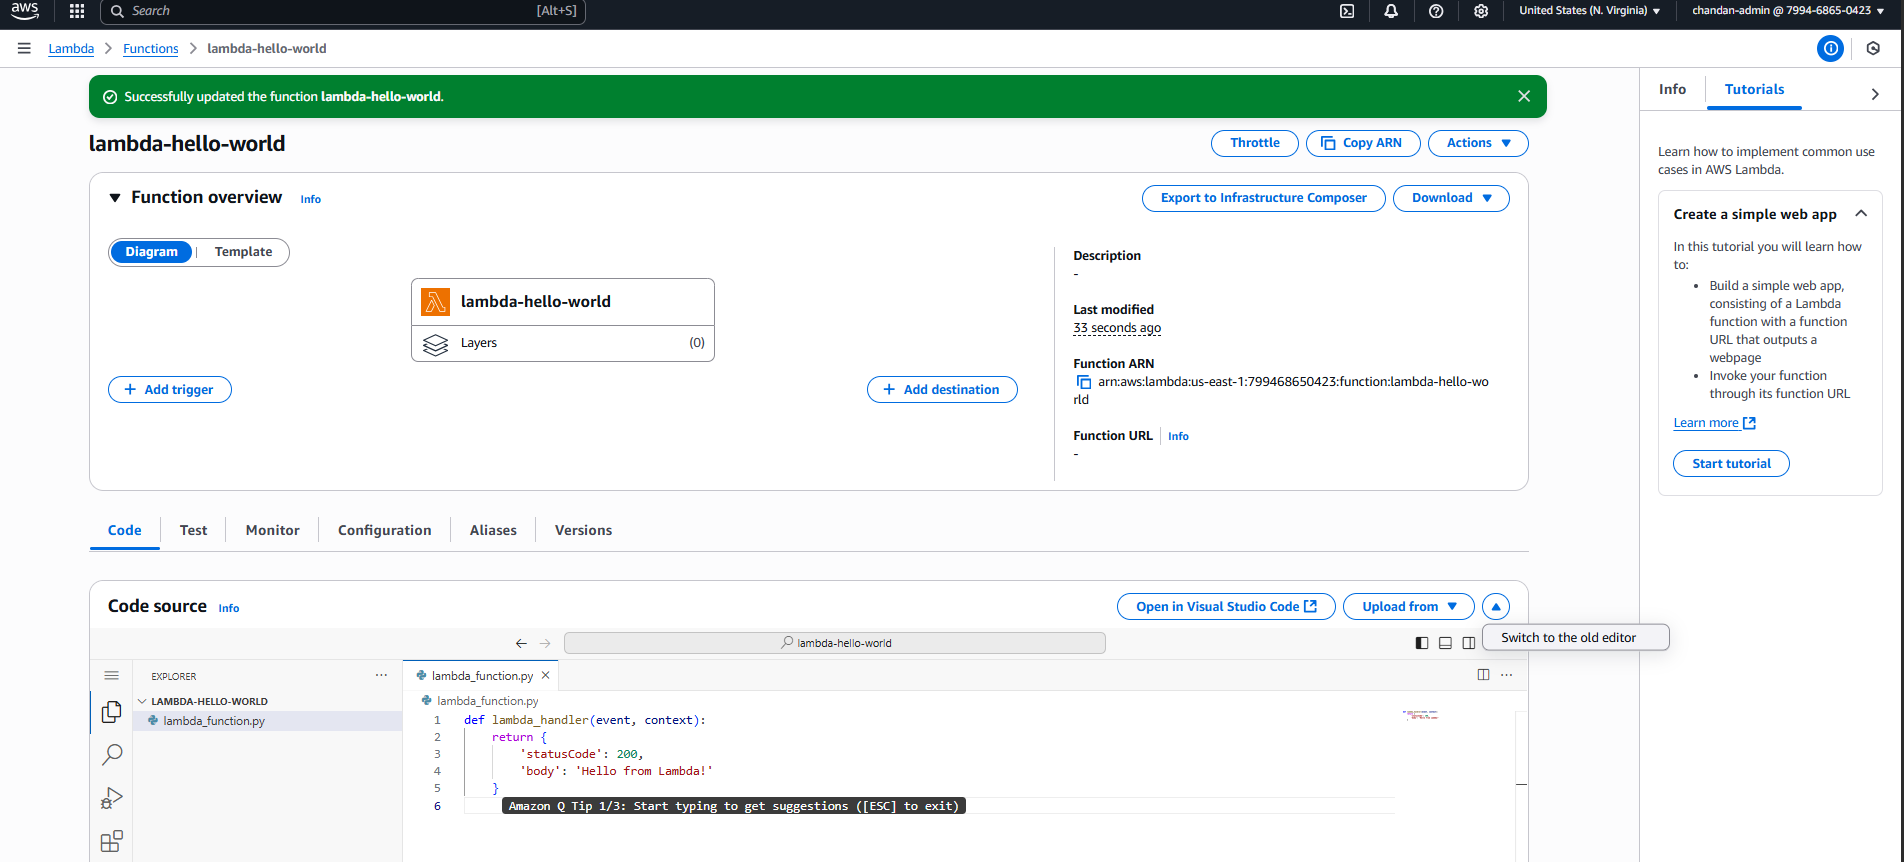 aws
Search
[Alt+S]
United States (N. Virginia)
chandan-admin @ 7994-6865-0423
Lambda
Functions
lambda-hello-world
Successfully updated the function lambda-hello-world.
Info
Tutorials
lambda-hello-world
Throttle
Copy ARN
Actions
Learn how to implement common use
cases in AWS Lambda.
Function overview
Info
Export to Infrastructure Composer
Download
Create a simple web app
In this tutorial you will learn how
to:
• Build a simple web app,
consisting of a Lambda
function with a function
URL that outputs a
webpage
• Invoke your function
through its function URL
Learn more
Start tutorial
Diagram
Template
lambda-hello-world
Layers
(0)
Add trigger
Add destination
Description
-
Last modified
33 seconds ago
Function ARN
arn:aws:lambda:us-east-1:799468650423:function:lambda-hello-wo
rld
Function URL
Info
-
Code
Test
Monitor
Configuration
Aliases
Versions
Code source
Info
Open in Visual Studio Code
Upload from
Switch to the old editor
lambda-hello-world
EXPLORER
LAMBDA-HELLO-WORLD
lambda_function.py
lambda_function.py
lambda_function.py
1 def lambda_handler(event, context):
2 return {
3 'statusCode': 200,
4 'body': 'Hello from Lambda!'
5 }
6 Amazon Q Tip 1/3: Start typing to get suggestions ([ESC] to exit)